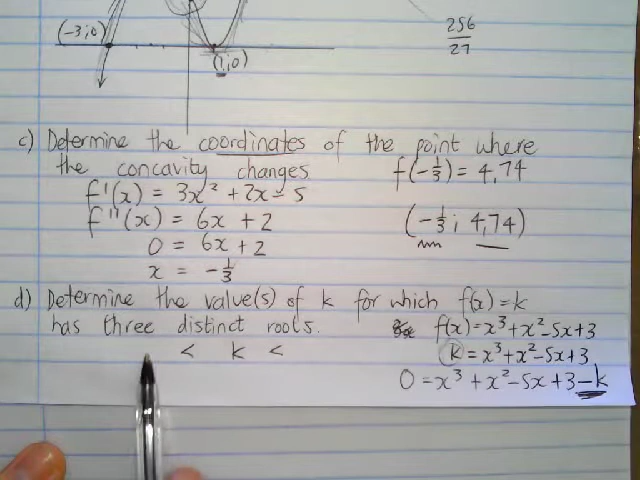 (-3;0)
(1;0)
256
27
c) Determine the coordinates of the point where
the concavity changes
f'(x) = 3x² + 2x - 5
f''(x) = 6x + 2
0 = 6x + 2
x = -1/3
f(-1/3) = 4,74
(-1/3 ; 4,74)
d) Determine the value(s) of k for which f(x) = k
has three distinct roots.
< k <
f(x) = x³ + x² - 5x + 3
k = x³ + x² - 5x + 3
0 = x³ + x² - 5x + 3 - k